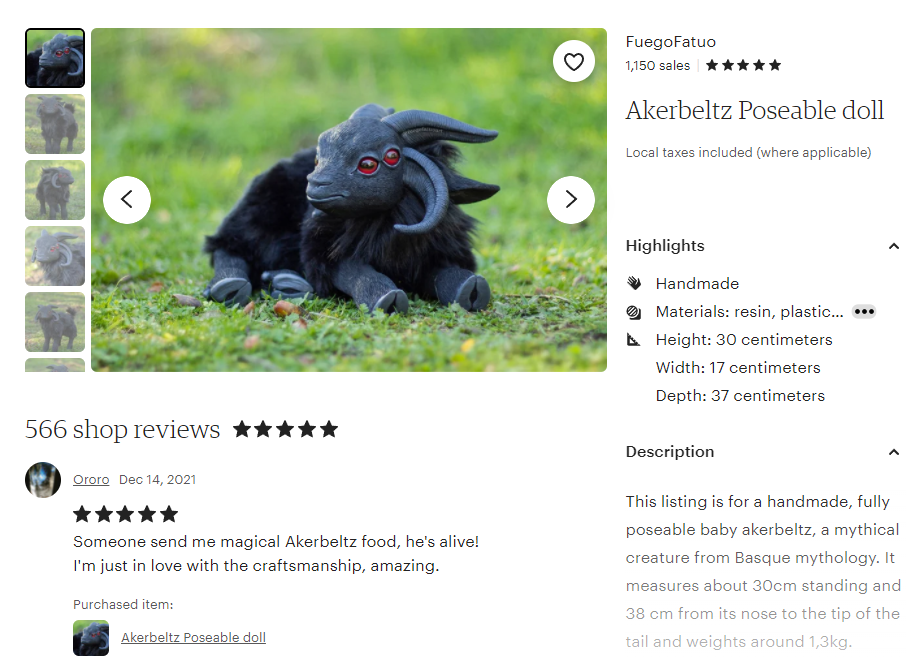 FuegoFatuo
1,150 sales
Akerbeltz Poseable doll
Local taxes included (where applicable)
Highlights
Handmade
Materials: resin, plastic...
Height: 30 centimeters
Width: 17 centimeters
Depth: 37 centimeters
Description
This listing is for a handmade, fully
poseable baby akerbeltz, a mythical
creature from Basque mythology. It
measures about 30cm standing and
38 cm from its nose to the tip of the
tail and weights around 1,3kg.
566 shop reviews
Ororo Dec 14, 2021
Someone send me magical Akerbeltz food, he's alive!
I'm just in love with the craftsmanship, amazing.
Purchased item:
Akerbeltz Poseable doll